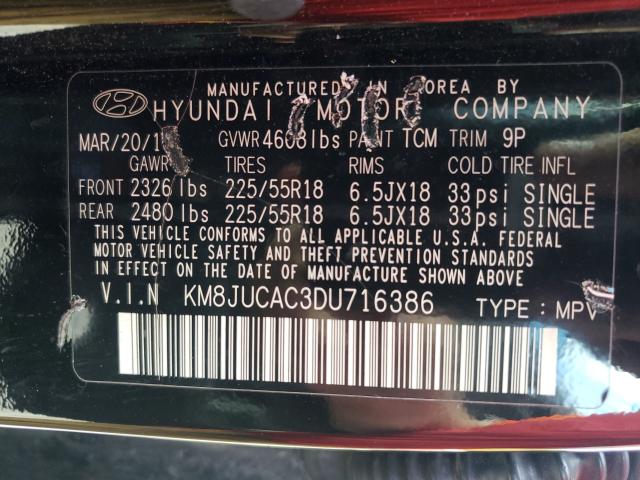 MANUFACTURED IN KOREA BY
HYUNDAI MOTOR COMPANY
MAR/20/1 GVWR 4608lbs PAINT TCM TRIM 9P
GAWR TIRES RIMS COLD TIRE INFL
FRONT 2326 lbs 225/55R18 6.5JX18 33psi SINGLE
REAR 2480 lbs 225/55R18 6.5JX18 33psi SINGLE
THIS VEHICLE CONFORMS TO ALL APPLICABLE U.S.A. FEDERAL
MOTOR VEHICLE SAFETY AND THEFT PREVENTION STANDARDS
IN EFFECT ON THE DATE OF MANUFACTURE SHOWN ABOVE
V.I.N KM8JUCAC3DU716386 TYPE : MPV